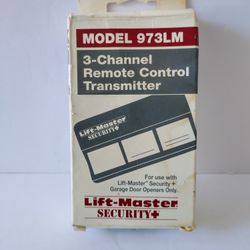 MODEL 973LM
3-Channel
Remote Control
Transmitter
Lift-Master
SECURITY+
For use with
Lift-Master™ Security+
Garage Door Openers Only.
Lift-Master
SECURITY+